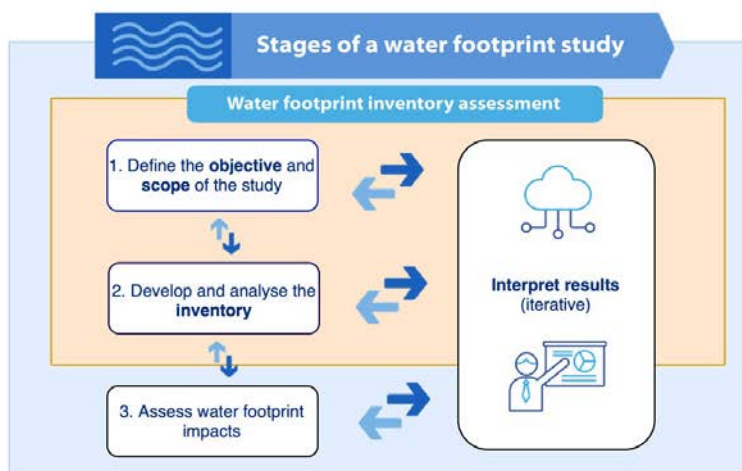 Stages of a water footprint study
Water footprint inventory assessment
1. Define the objective and
scope of the study
2. Develop and analyse the
inventory
3. Assess water footprint
impacts
Interpret results
(iterative)